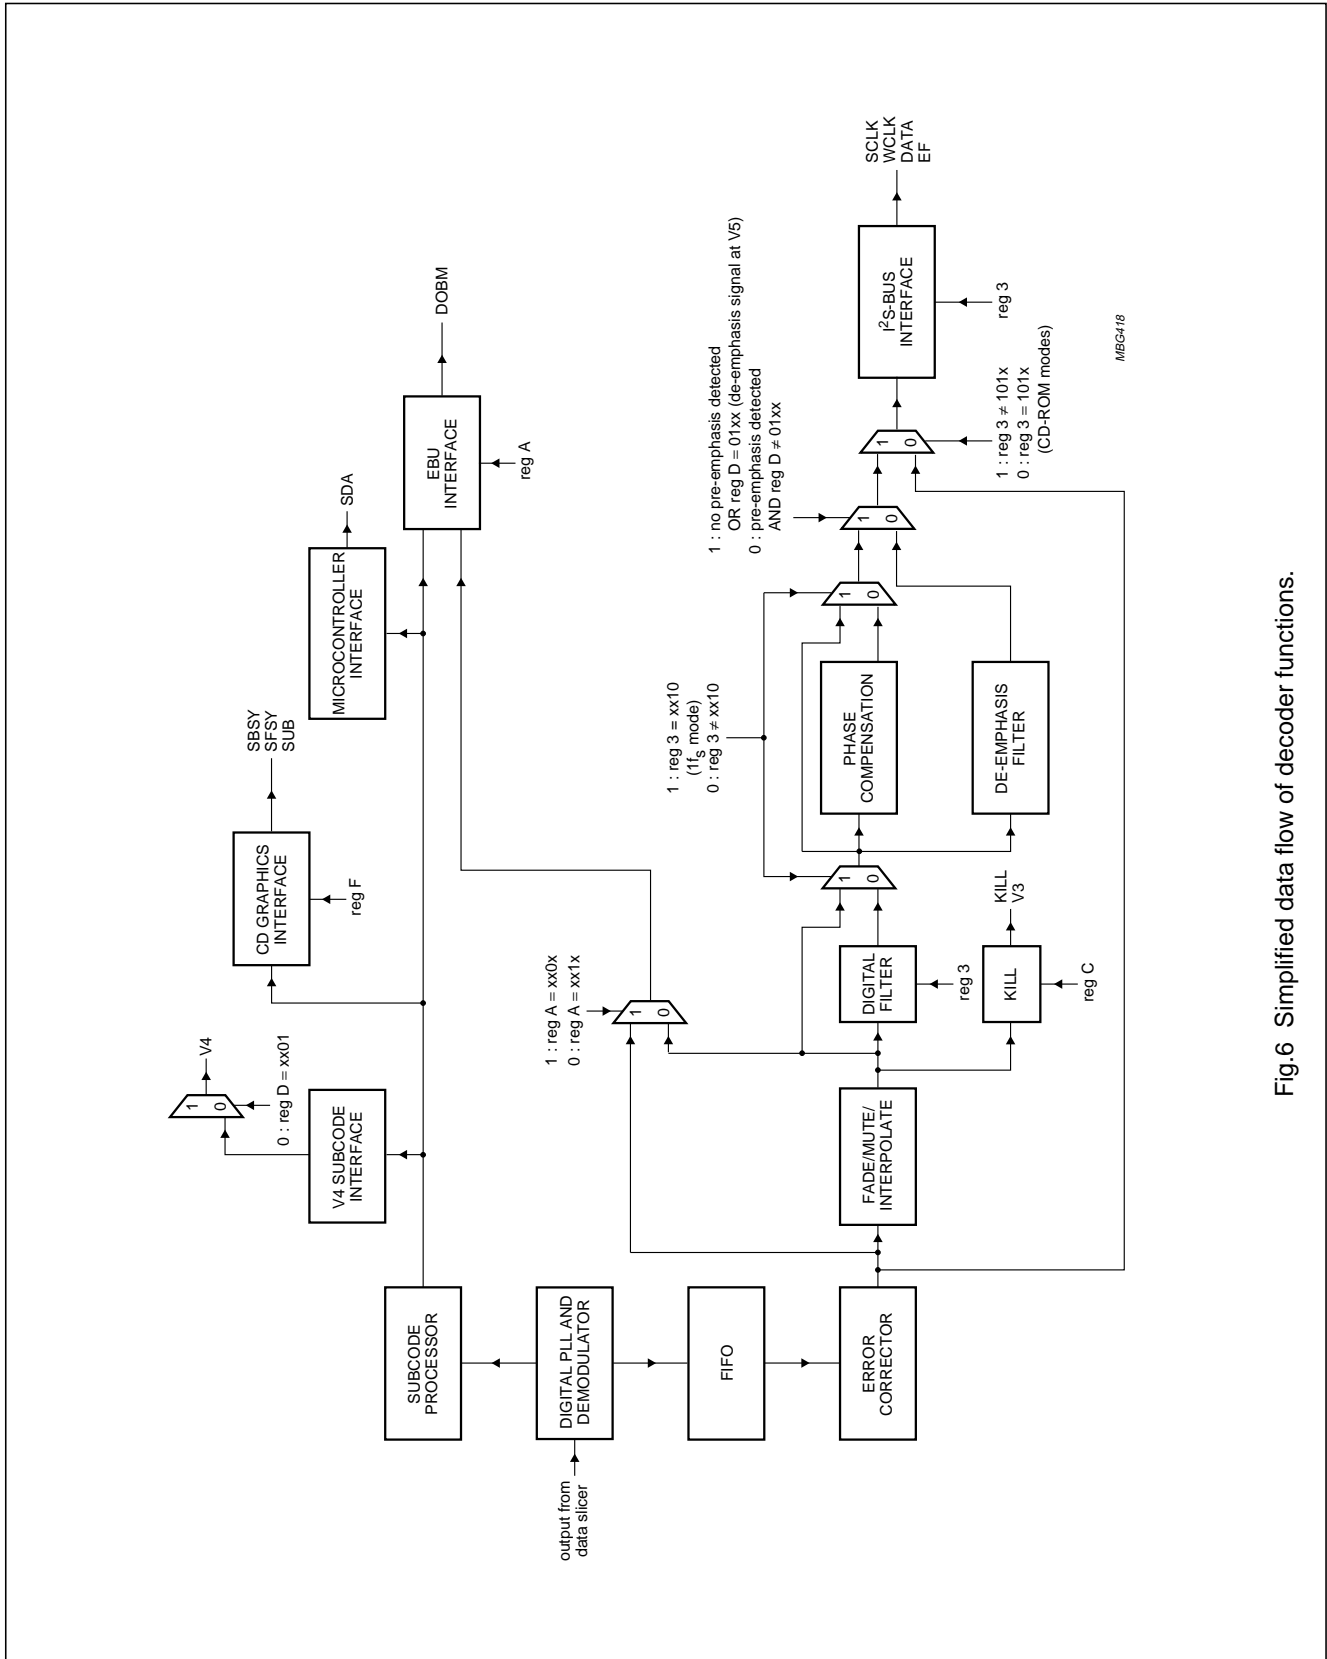 V4
1
0
0 : reg D = xx01
V4 SUBCODE
INTERFACE
SBSY
SFSY
SUB
CD GRAPHICS
INTERFACE
reg F
MICROCONTROLLER
INTERFACE
SDA
EBU
INTERFACE
reg A
DOBM
SUBCODE
PROCESSOR
output from
data slicer
DIGITAL PLL AND
DEMODULATOR
FIFO
ERROR
CORRECTOR
1 : reg A = xx0x
0 : reg A = xx1x
1
0
FADE/MUTE/
INTERPOLATE
DIGITAL
FILTER
reg 3
KILL
reg C
KILL
V3
1
0
1 : reg 3 = xx10
(1fs mode)
0 : reg 3 ≠ xx10
PHASE
COMPENSATION
DE-EMPHASIS
FILTER
1
0
1 : no pre-emphasis detected
OR reg D = 01xx (de-emphasis signal at V5)
0 : pre-emphasis detected
AND reg D ≠ 01xx
1
0
1
0
1 : reg 3 ≠ 101x
0 : reg 3 = 101x
(CD-ROM modes)
I2S-BUS
INTERFACE
reg 3
SCLK
WCLK
DATA
EF
MBG418
Fig.6 Simplified data flow of decoder functions.